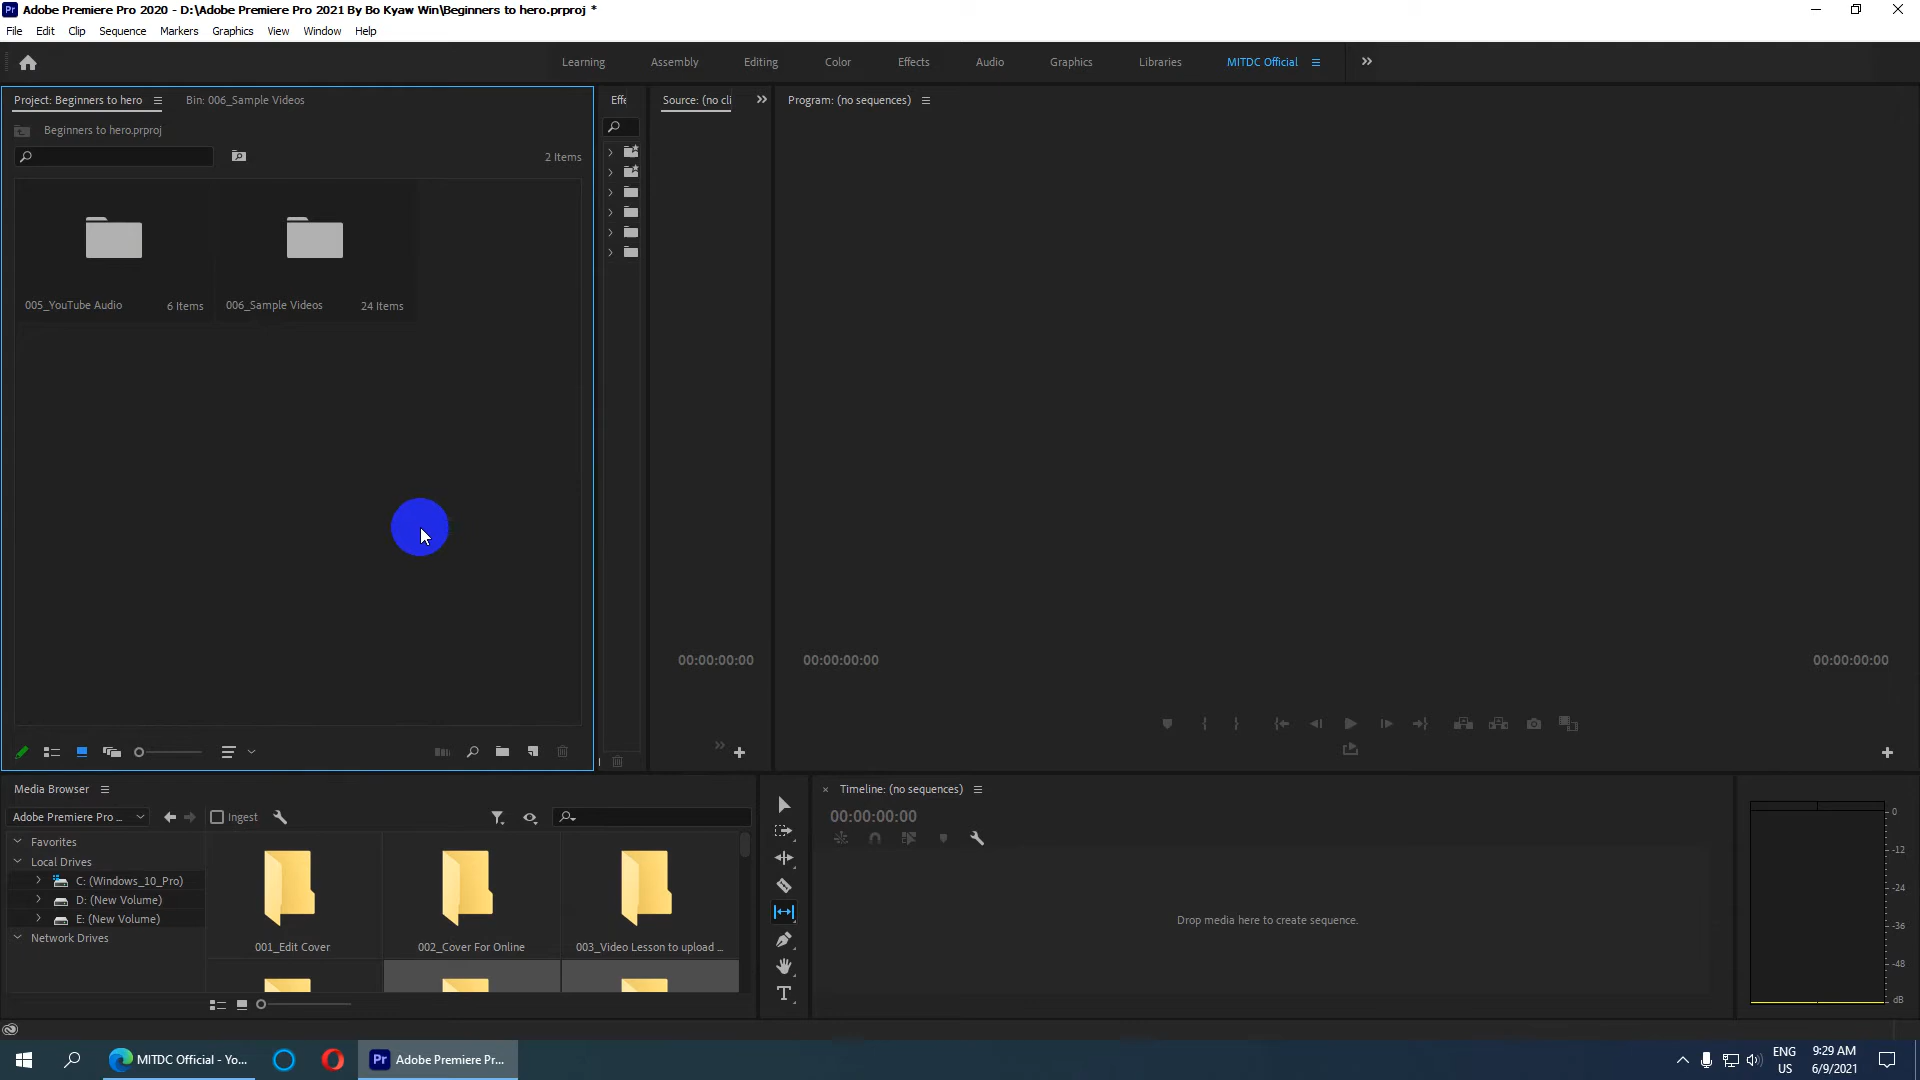 Adobe Premiere Pro 2020 - D:\Adobe Premiere Pro 2021 By Bo Kyaw Win\Beginners to hero.prproj *
File Edit Clip Sequence Markers Graphics View Window Help
Learning Assembly Editing Color Effects Audio Graphics Libraries MITDC Official
Project: Beginners to hero Bin: 006_Sample Videos
Effe
Source: (no cli
Program: (no sequences)
Beginners to hero.prproj
2 Items
005_YouTube Audio 6 Items
006_Sample Videos 24 Items
00:00:00:00
00:00:00:00
00:00:00:00
Media Browser
Adobe Premiere Pro ...
Ingest
Favorites
Local Drives
C: (Windows_10_Pro)
D: (New Volume)
E: (New Volume)
Network Drives
001_Edit Cover
002_Cover For Online
003_Video Lesson to upload ...
Timeline: (no sequences)
00:00:00:00
Drop media here to create sequence.
0
-12
-24
-36
-48
dB
MITDC Official - Yo...
Pr Adobe Premiere Pr...
ENG
US
9:29 AM
6/9/2021